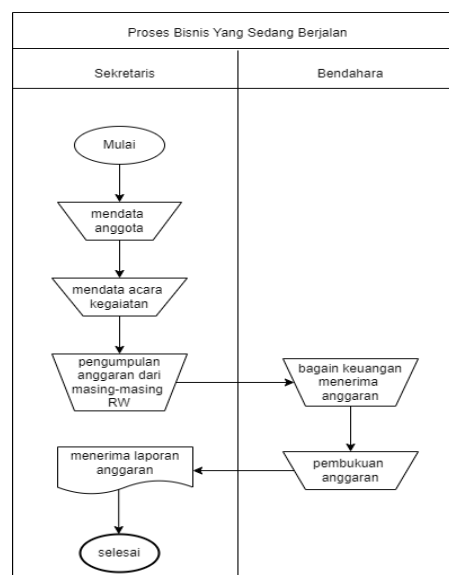 Proses Bisnis Yang Sedang Berjalan
Sekretaris
Bendahara
Mulai
mendata
anggota
mendata acara
kegaiatan
pengumpulan
anggaran dari
masing-masing
RW
bagain keuangan
menerima
anggaran
menerima laporan
anggaran
pembukuan
anggaran
selesai